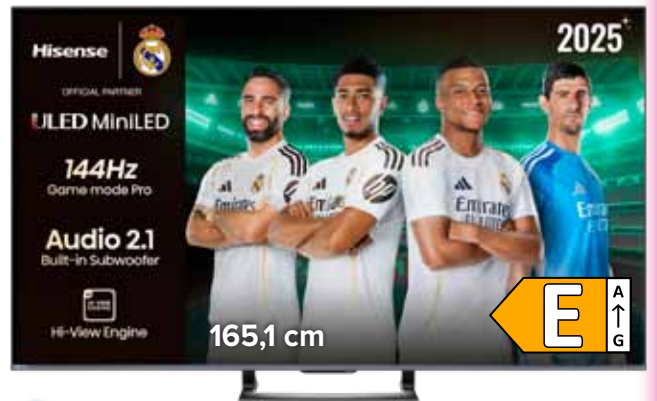 Hisense
2025
OFFICIAL PARTNER
ULED MiniLED
144Hz
Game mode Pro
Audio 2.1
Built-in Subwoofer
Hi-View Engine
165,1 cm
E
A
G
Emirates